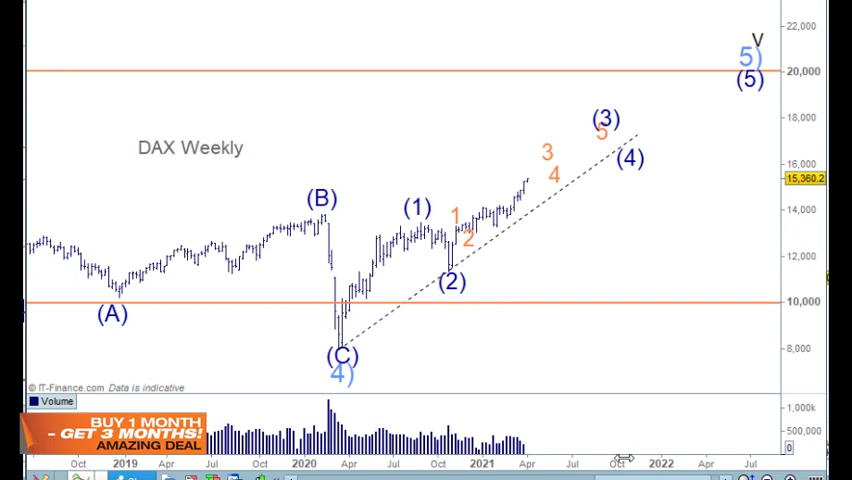 22,000
V
5)
(5)
20,000
18,000
(3)
5
DAX Weekly
3
(4)
16,000
4
15,360.2
(B)
(1)
1
14,000
2
12,000
(2)
10,000
(A)
8,000
(C)
4)
© IT-Finance.com Data is indicative
Volume
1,000k
BUY 1 MONTH
- GET 3 MONTHS!
AMAZING DEAL
500,000
0
Oct 2019 Apr Jul Oct 2020 Apr Jul Oct 2021 Apr Jul Oct 2022 Apr Jul